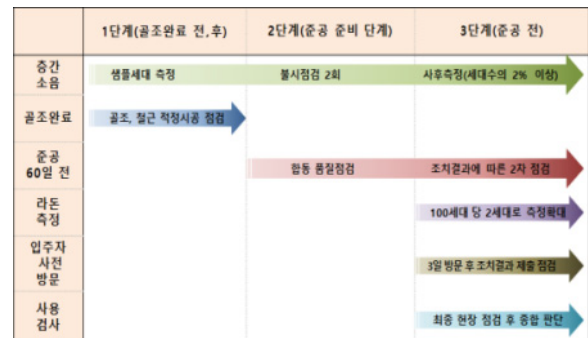 1단계(골조완료 전,후) 2단계(준공 준비 단계) 3단계(준공 전)
층간
소음
샘플세대 측정 불시점검 2회 사후측정(세대수의 2% 이상)
골조완료 골조, 철근 적정시공 점검
준공
60일 전
합동 품질점검 조치결과에 따른 2차 점검
라돈
측정
100세대 당 2세대로 측정확대
입주자
사전
방문
3일 방문 후 조치결과 제출 점검
사용
검사
최종 현장 점검 후 종합 판단